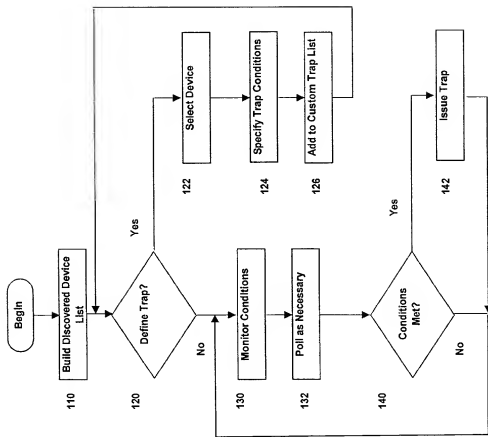 Begin
Build Discovered Device
List
110
Define Trap?
120
Yes
No
Select Device
122
Specify Trap Conditions
124
Add to Custom Trap List
126
Monitor Conditions
130
Poll as Necessary
132
Conditions
Met?
140
Yes
No
Issue Trap
142